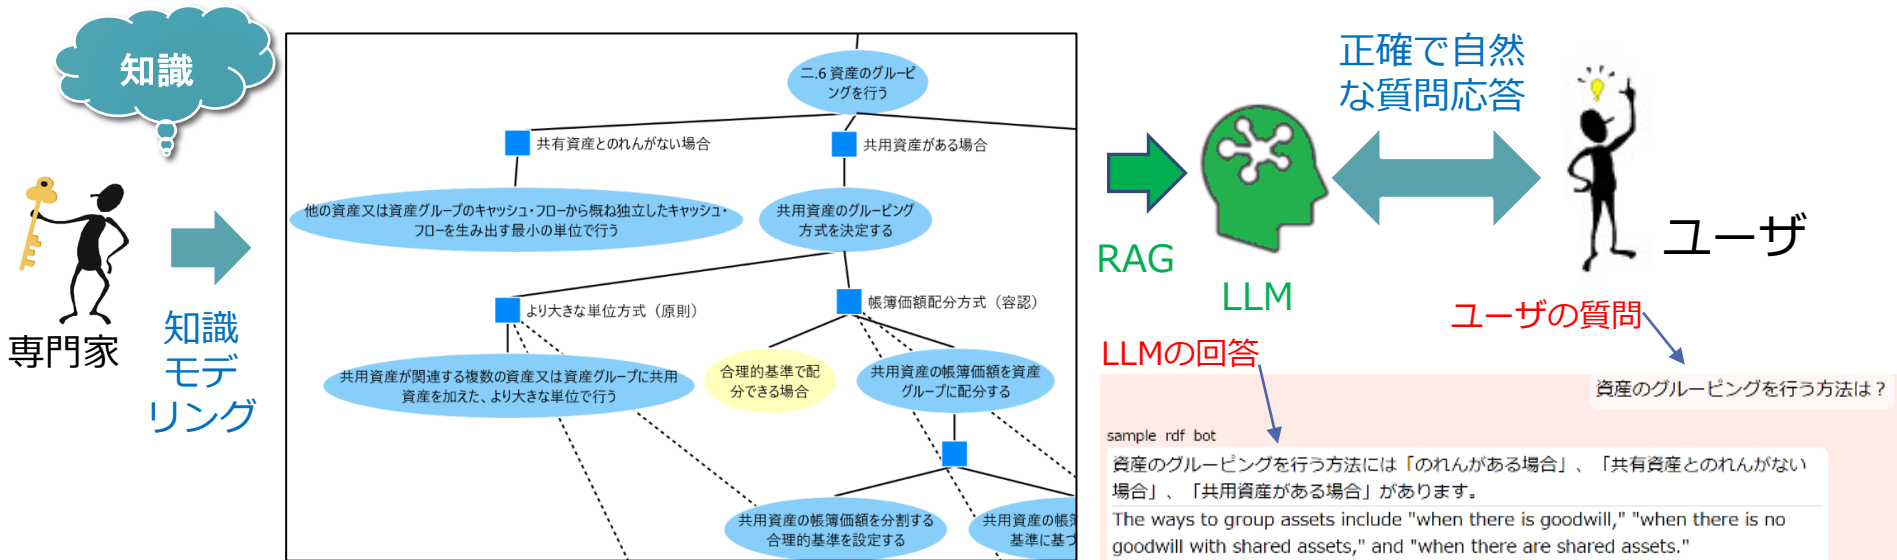 知識
専門家
知識
モデ
リング
二.6 資産のグルーピ
ングを行う
共有資産とのれんがない場合
共用資産がある場合
他の資産又は資産グループのキャッシュ・フローから概ね独立したキャッシュ・
フローを生み出す最小の単位で行う
共用資産のグルーピング
方式を決定する
より大きな単位方式（原則）
帳簿価額配分方式（容認）
共用資産が関連する複数の資産又は資産グループに共用
資産を加えた、より大きな単位で行う
合理的基準で配
分できる場合
共用資産の帳簿価額を資産
グループに配分する
共用資産の帳簿価額を分割する
合理的基準を設定する
共用資産の帳簿
基準に基づ
RAG
LLM
正確で自然
な質問応答
ユーザ
ユーザの質問
LLMの回答
資産のグルーピングを行う方法は？
sample rdf bot
資産のグルーピングを行う方法には「のれんがある場合」、「共有資産とのれんがない
場合」、「共用資産がある場合」があります。
The ways to group assets include "when there is goodwill," "when there is no
goodwill with shared assets," and "when there are shared assets."